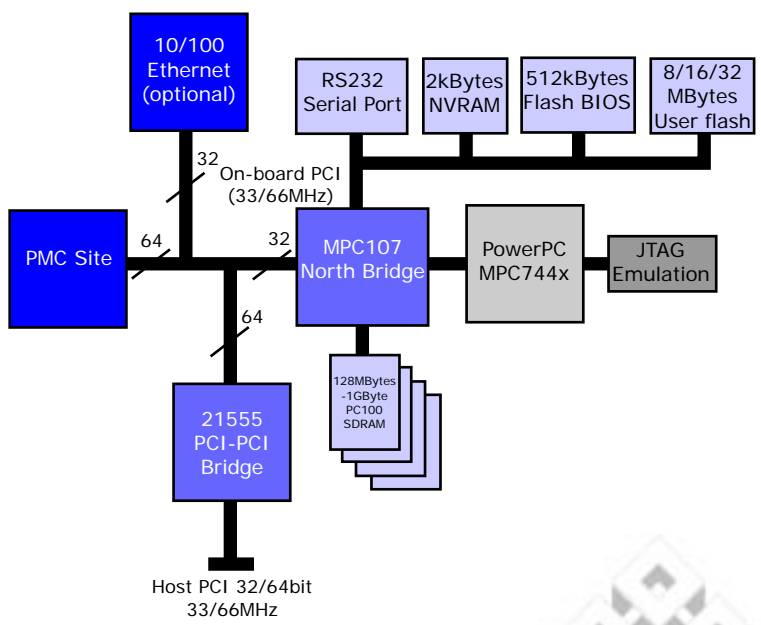 10/100
Ethernet
(optional)
RS232
Serial Port
2kBytes
NVRAM
512kBytes
Flash BIOS
8/16/32
MBytes
User flash
32
On-board PCI
(33/66MHz)
PMC Site
64
32
MPC107
North Bridge
PowerPC
MPC744x
JTAG
Emulation
64
128MBytes
-1GByte
PC100
SDRAM
21555
PCI-PCI
Bridge
Host PCI 32/64bit
33/66MHz